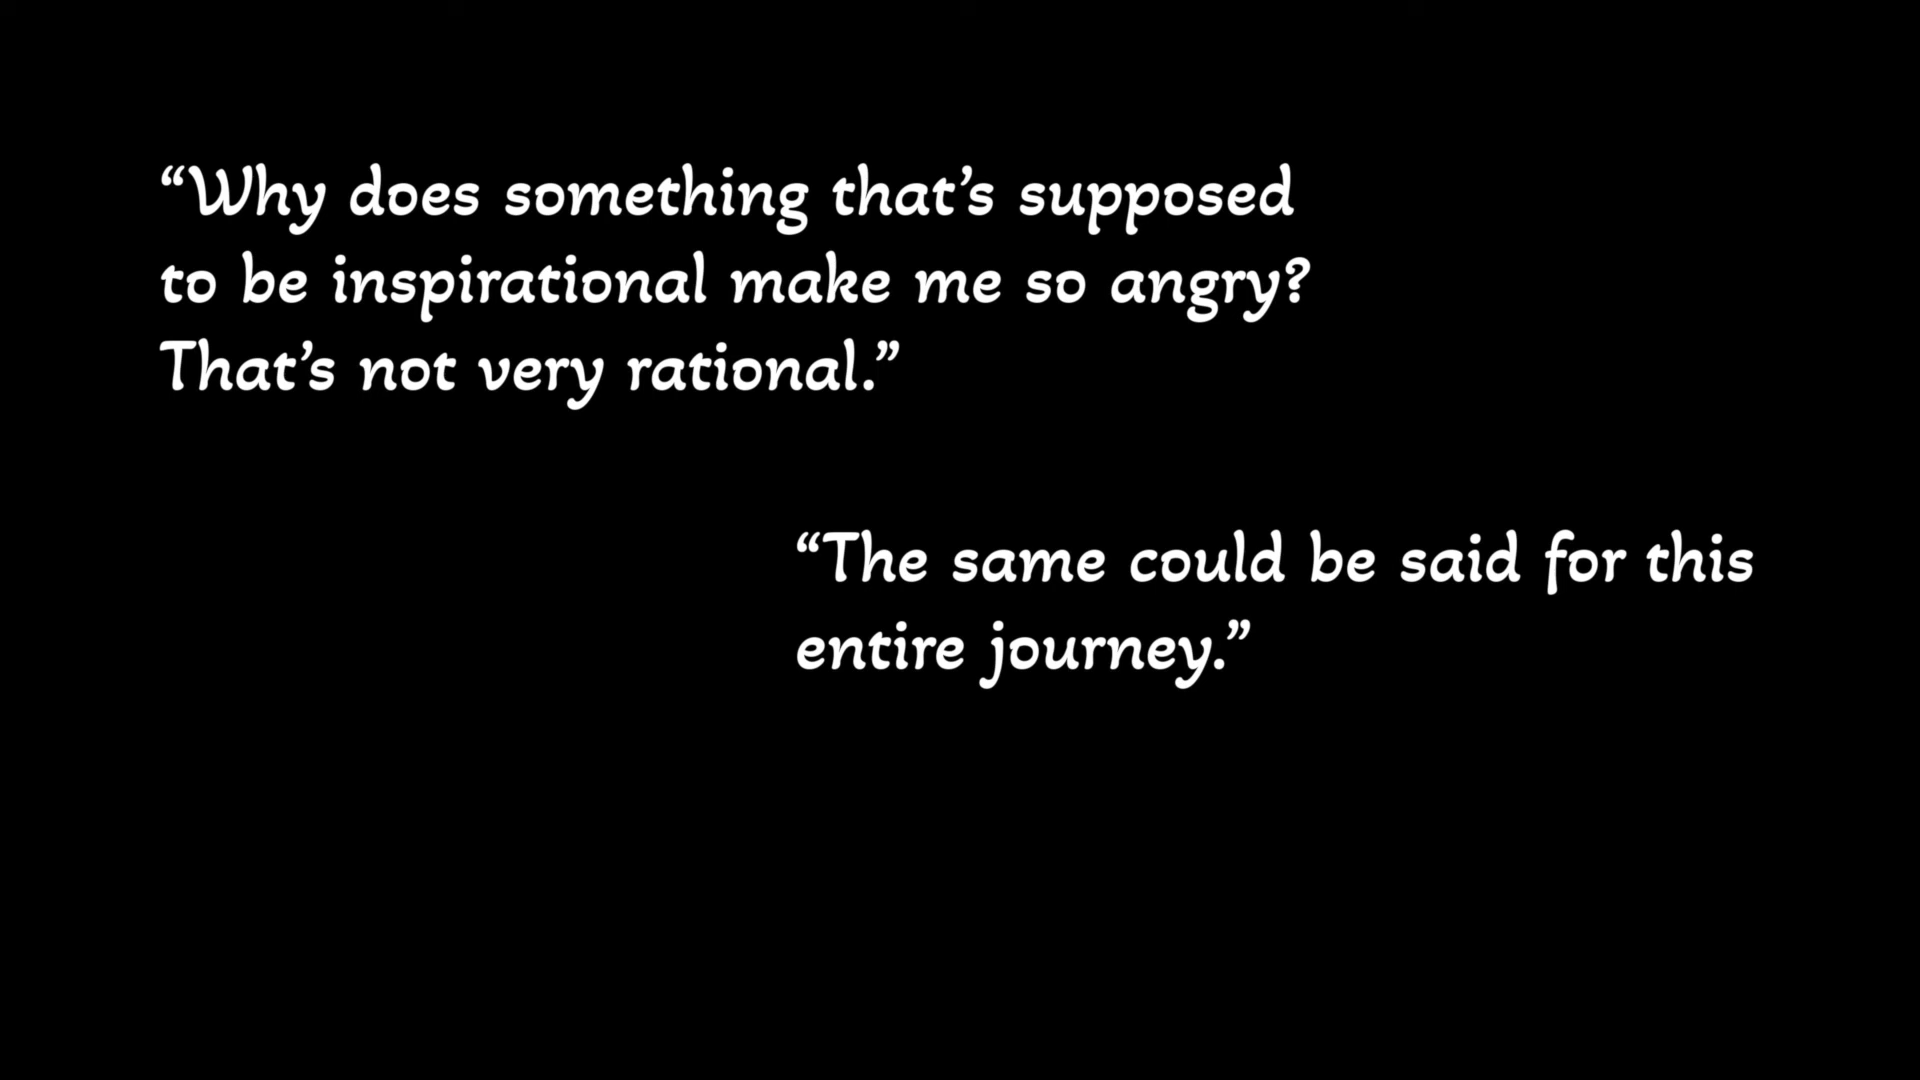 “Why does something that’s supposed
to be inspirational make me so angry?
That’s not very rational.”
“The same could be said for this
entire journey.”